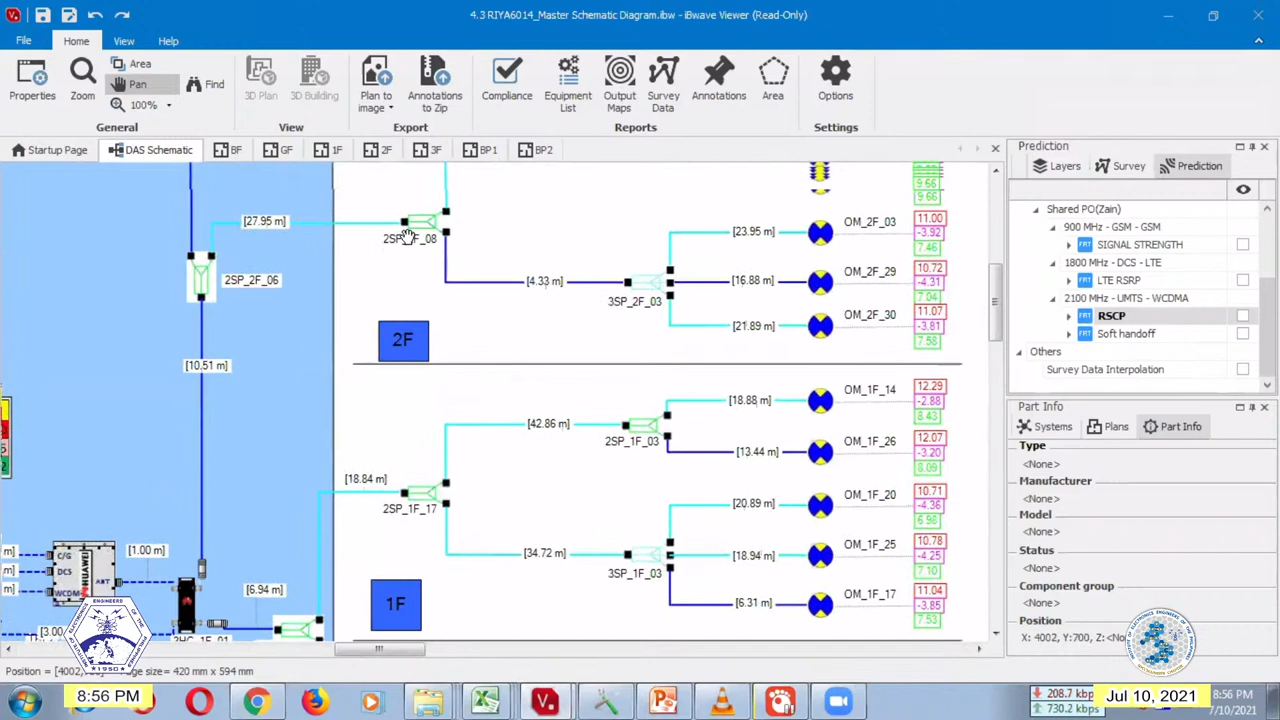 4.3 RIYA6014_Master Schematic Diagram.ibw - iBwave Viewer (Read-Only)
File Home View Help
Properties Zoom Area Pan 100% Find
3D Plan 3D Building
Plan to image Annotations to Zip
Compliance Equipment List Output Maps Survey Data Annotations Area
Options
General View Export Reports Settings
Startup Page DAS Schematic BF GF 1F 2F 3F BP1 BP2
9.66
9.66
[27.95 m]
2SP_2F_06
[10.51 m]
[4.33 m]
3SP_2F_03
[23.95 m] OM_2F_03 11.00
-3.92
7.46
[16.88 m] OM_2F_29 10.72
-4.31
7.04
[21.89 m] OM_2F_30 11.07
-3.81
7.58
2F
[18.88 m] OM_1F_14 12.29
-2.88
8.43
[42.86 m]
2SP_1F_03
[13.44 m] OM_1F_26 12.07
-3.20
8.09
[18.84 m]
2SP_1F_17
[20.89 m] OM_1F_20 10.71
-4.36
6.98
[34.72 m]
3SP_1F_03
[18.94 m] OM_1F_25 10.78
-4.25
7.10
[6.31 m] OM_1F_17 11.04
-3.85
7.53
1F
m]
m]
m]
C/G
DCS
WCDM
HUAWEI
ANT
[1.00 m]
[6.94 m]
[3.00
1950
Prediction
Layers Survey Prediction
Shared PO(Zain)
900 MHz - GSM - GSM
FRT SIGNAL STRENGTH
1800 MHz - DCS - LTE
FRT LTE RSRP
2100 MHz - UMTS - WCDMA
FRT RSCP
FRT Soft handoff
Others
Survey Data Interpolation
Part Info
Systems Plans Part Info
Type
<None>
Manufacturer
<None>
Model
<None>
Status
<None>
Component group
<None>
Position
X: 4002, Y:700, Z: <No
8:56 PM
208.7 kbps
730.2 kbps
Jul 10, 2021
8:56 PM
7/10/2021